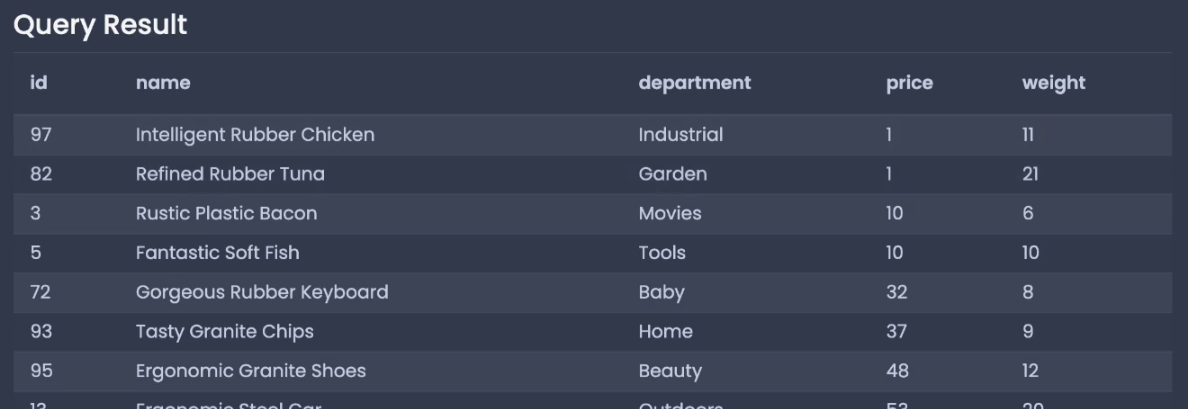 Query Result
id name department price weight
97 Intelligent Rubber Chicken Industrial 1 11
82 Refined Rubber Tuna Garden 1 21
3 Rustic Plastic Bacon Movies 10 6
5 Fantastic Soft Fish Tools 10 10
72 Gorgeous Rubber Keyboard Baby 32 8
93 Tasty Granite Chips Home 37 9
95 Ergonomic Granite Shoes Beauty 48 12
13 Ergonomic Steel Car Outdoors 53 20